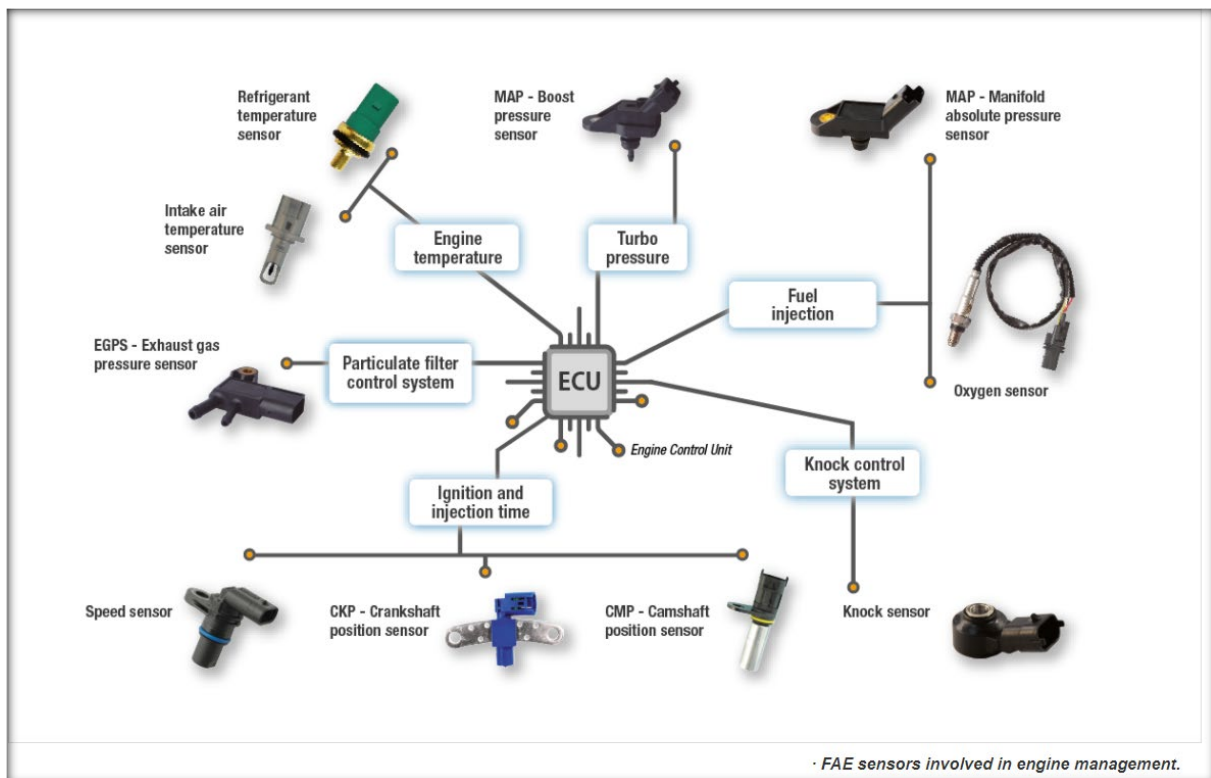 Refrigerant
temperature
sensor
MAP - Boost
pressure
sensor
MAP - Manifold
absolute pressure
sensor
Intake air
temperature
sensor
Engine
temperature
Turbo
pressure
Fuel
injection
EGPS - Exhaust gas
pressure sensor
Particulate filter
control system
ECU
Oxygen sensor
Engine Control Unit
Knock control
system
Ignition and
injection time
Speed sensor
CKP - Crankshaft
position sensor
CMP - Camshaft
position sensor
Knock sensor
· FAE sensors involved in engine management.